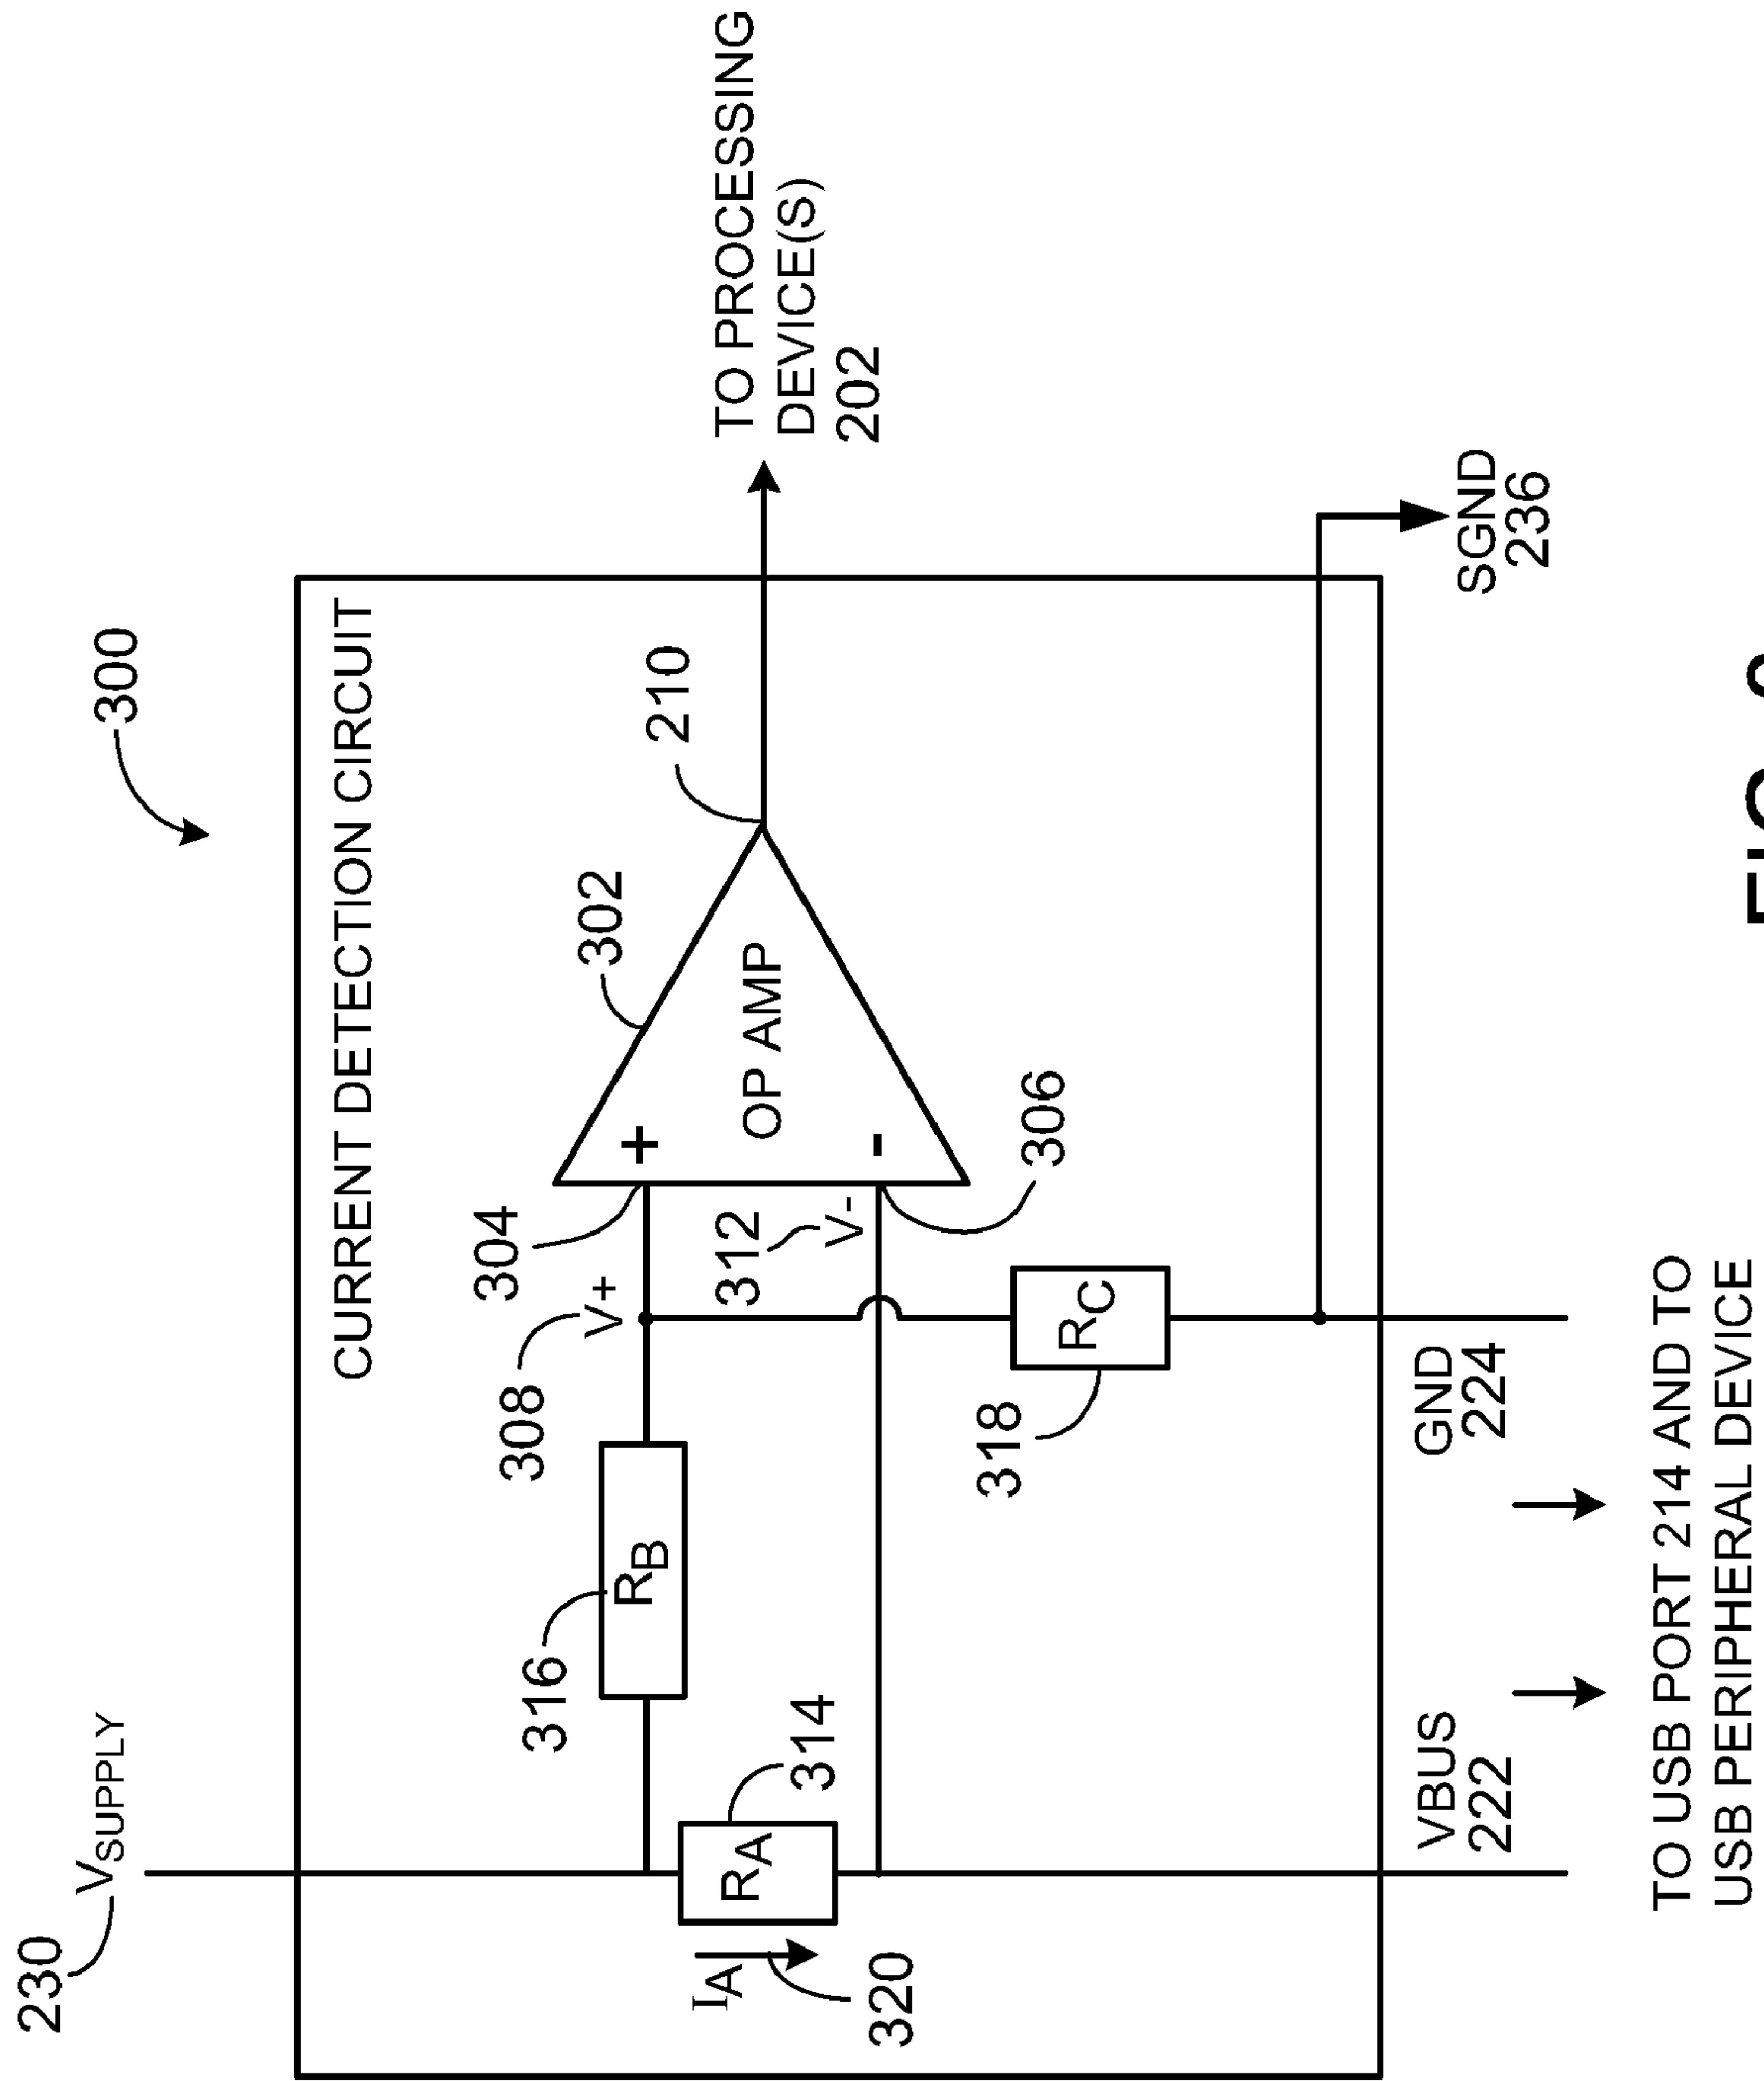 300
230
VSUPPLY
CURRENT DETECTION CIRCUIT
316
RB
308
V+
304
302
+
OP AMP
-
210
TO PROCESSING
DEVICE(S)
202
IA
320
RA
314
312
V-
306
318
RC
VBUS
222
GND
224
SGND
236
TO USB PORT 214 AND TO
USB PERIPHERAL DEVICE